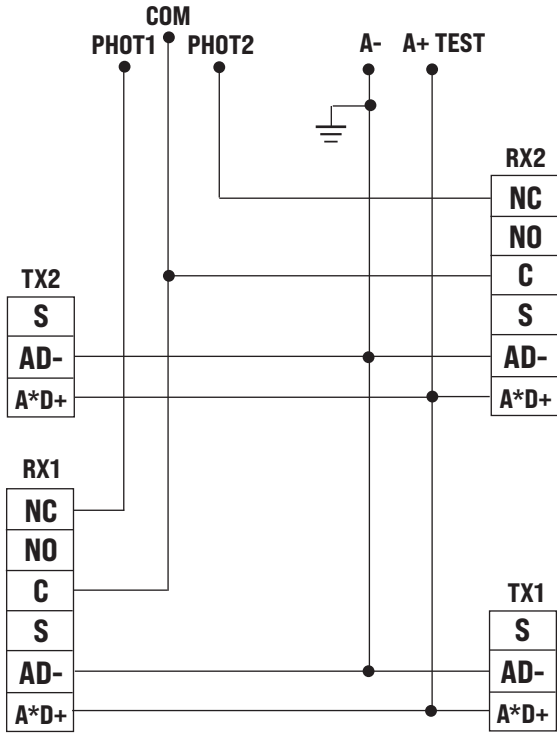 COM
PHOT1 PHOT2 A- A+ TEST
RX2
NC
NO
C
S
AD-
A*D+
TX2
S
AD-
A*D+
RX1
NC
NO
C
S
AD-
A*D+
TX1
S
AD-
A*D+